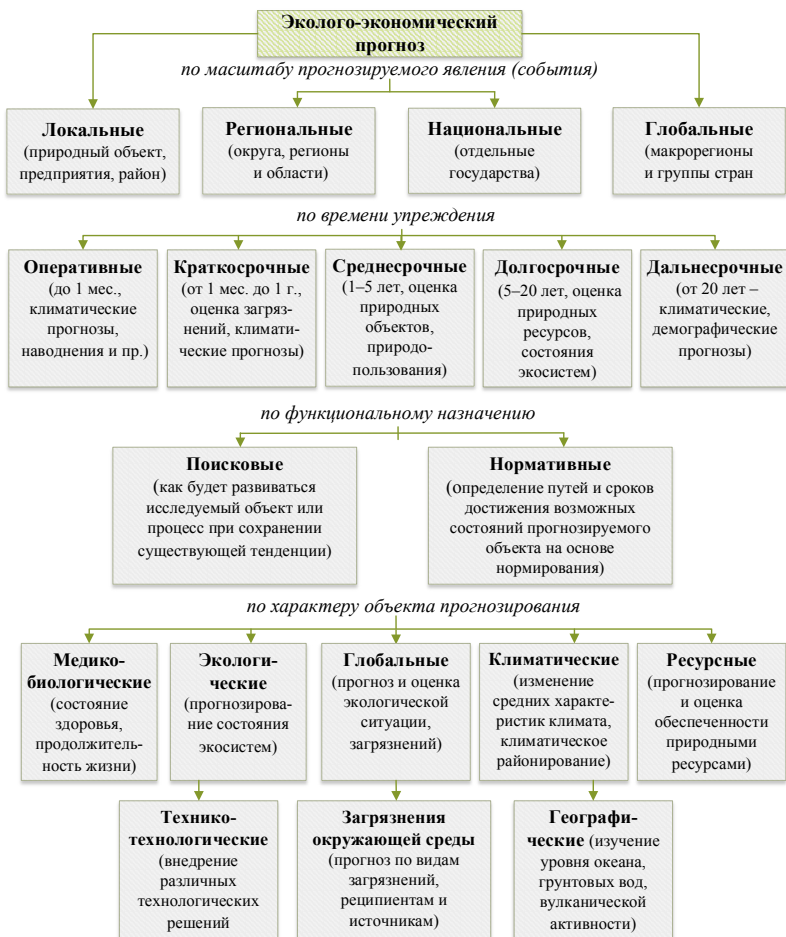 Эколого-экономический
прогноз
по масштабу прогнозируемого явления (события)
Локальные
(природный объект,
предприятия, район)
Региональные
(округа, регионы
и области)
Национальные
(отдельные
государства)
Глобальные
(макрорегионы
и группы стран
по времени упреждения
Оперативные
(до 1 мес.,
климатические
прогнозы,
наводнения и пр.)
Краткосрочные
(от 1 мес. до 1 г.,
оценка загряз-
нений, климати-
ческие прогнозы)
Среднесрочные
(1–5 лет, оценка
природных
объектов,
природо-
пользования)
Долгосрочные
(5–20 лет, оценка
природных
ресурсов,
состояния
экосистем)
Дальнесрочные
(от 20 лет –
климатические,
демографические
прогнозы)
по функциональному назначению
Поисковые
(как будет развиваться
исследуемый объект или
процесс при сохранении
существующей тенденции)
Нормативные
(определение путей и сроков
достижения возможных
состояний прогнозируемого
объекта на основе
нормирования)
по характеру объекта прогнозирования
Медико-
биологические
(состояние
здоровья,
продолжитель-
ность жизни)
Экологи-
ческие
(прогнозирова-
ние состояния
экосистем)
Глобальные
(прогноз и оценка
экологической
ситуации,
загрязнений)
Климатические
(изменение
средних характе-
ристик климата,
климатическое
районирование)
Ресурсные
(прогнозирование
и оценка
обеспеченности
природными
ресурсами)
Технико-
технологические
(внедрение
различных
технологических
решений
Загрязнения
окружающей среды
(прогноз по видам
загрязнений,
реципиентам и
источникам)
Географи-
ческие (изучение
уровня океана,
грунтовых вод,
вулканической
активности)